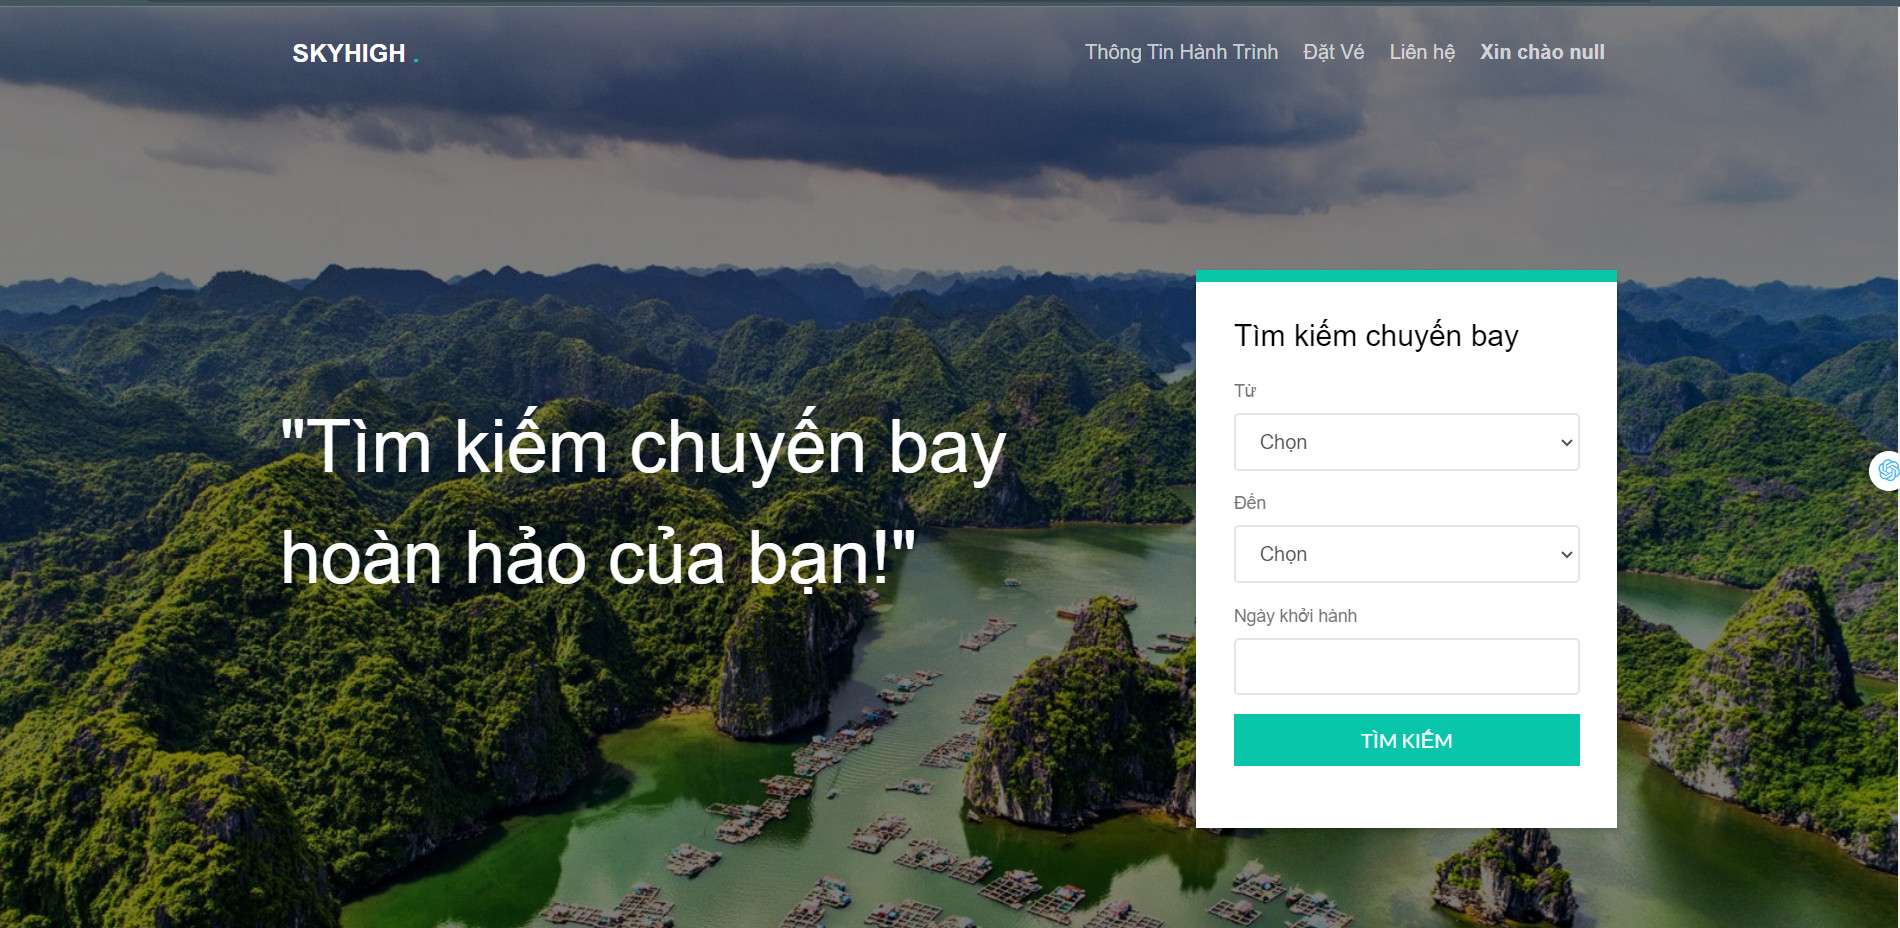 SKYHIGH .
Thông Tin Hành Trình Đặt Vé Liên hệ Xin chào null
"Tìm kiếm chuyến bay
hoàn hảo của bạn!"
Tìm kiếm chuyến bay
Từ
Chọn
Đến
Chọn
Ngày khởi hành
TÌM KIẾM